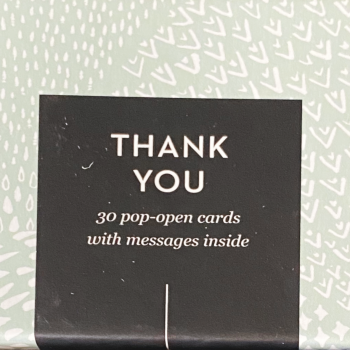 THANK
YOU
30 pop-open cards
with messages inside